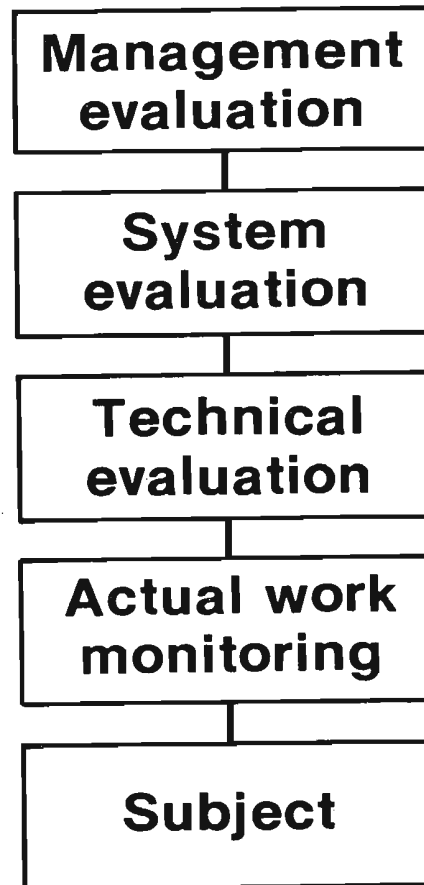 Management
evaluation
System
evaluation
Technical
evaluation
Actual work
monitoring
Subject